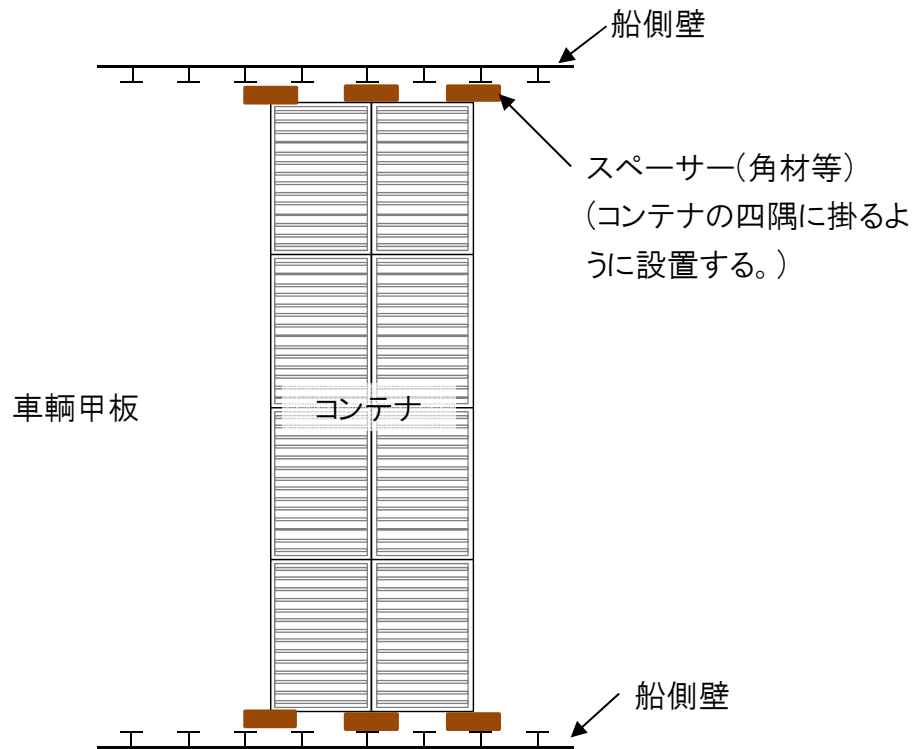 船側壁
スペーサー(角材等)
(コンテナの四隅に掛るよ
うに設置する。)
車輌甲板
コンテナ
船側壁